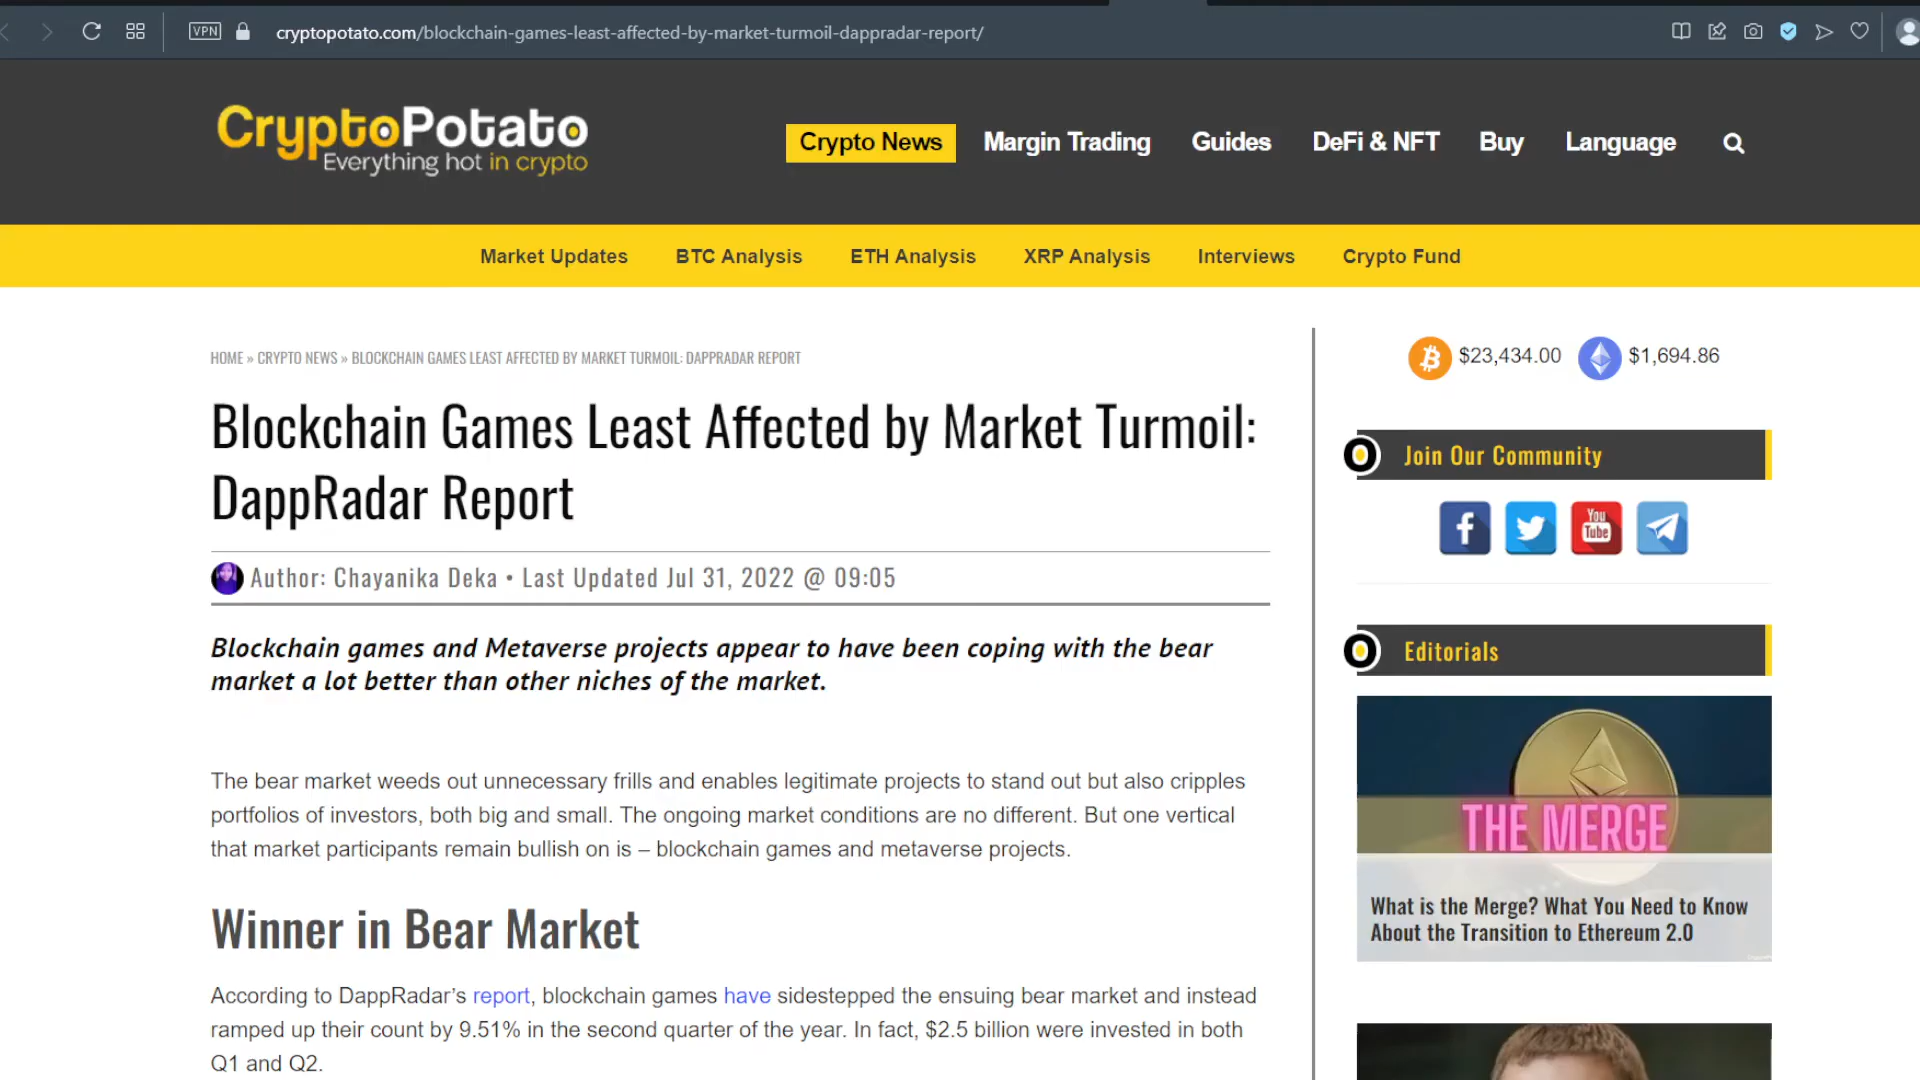 VPN
cryptopotato.com/blockchain-games-least-affected-by-market-turmoil-dappradar-report/
CryptoPotato
Everything hot in crypto
Crypto News
Margin Trading
Guides
DeFi & NFT
Buy
Language
Market Updates
BTC Analysis
ETH Analysis
XRP Analysis
Interviews
Crypto Fund
HOME » CRYPTO NEWS » BLOCKCHAIN GAMES LEAST AFFECTED BY MARKET TURMOIL: DAPPRADAR REPORT
Blockchain Games Least Affected by Market Turmoil:
DappRadar Report
Author: Chayanika Deka • Last Updated Jul 31, 2022 @ 09:05
Blockchain games and Metaverse projects appear to have been coping with the bear
market a lot better than other niches of the market.
The bear market weeds out unnecessary frills and enables legitimate projects to stand out but also cripples
portfolios of investors, both big and small. The ongoing market conditions are no different. But one vertical
that market participants remain bullish on is – blockchain games and metaverse projects.
Winner in Bear Market
According to DappRadar’s report, blockchain games have sidestepped the ensuing bear market and instead
ramped up their count by 9.51% in the second quarter of the year. In fact, $2.5 billion were invested in both
Q1 and Q2.
$23,434.00
$1,694.86
Join Our Community
You
Tube
Editorials
THE MERGE
What is the Merge? What You Need to Know
About the Transition to Ethereum 2.0